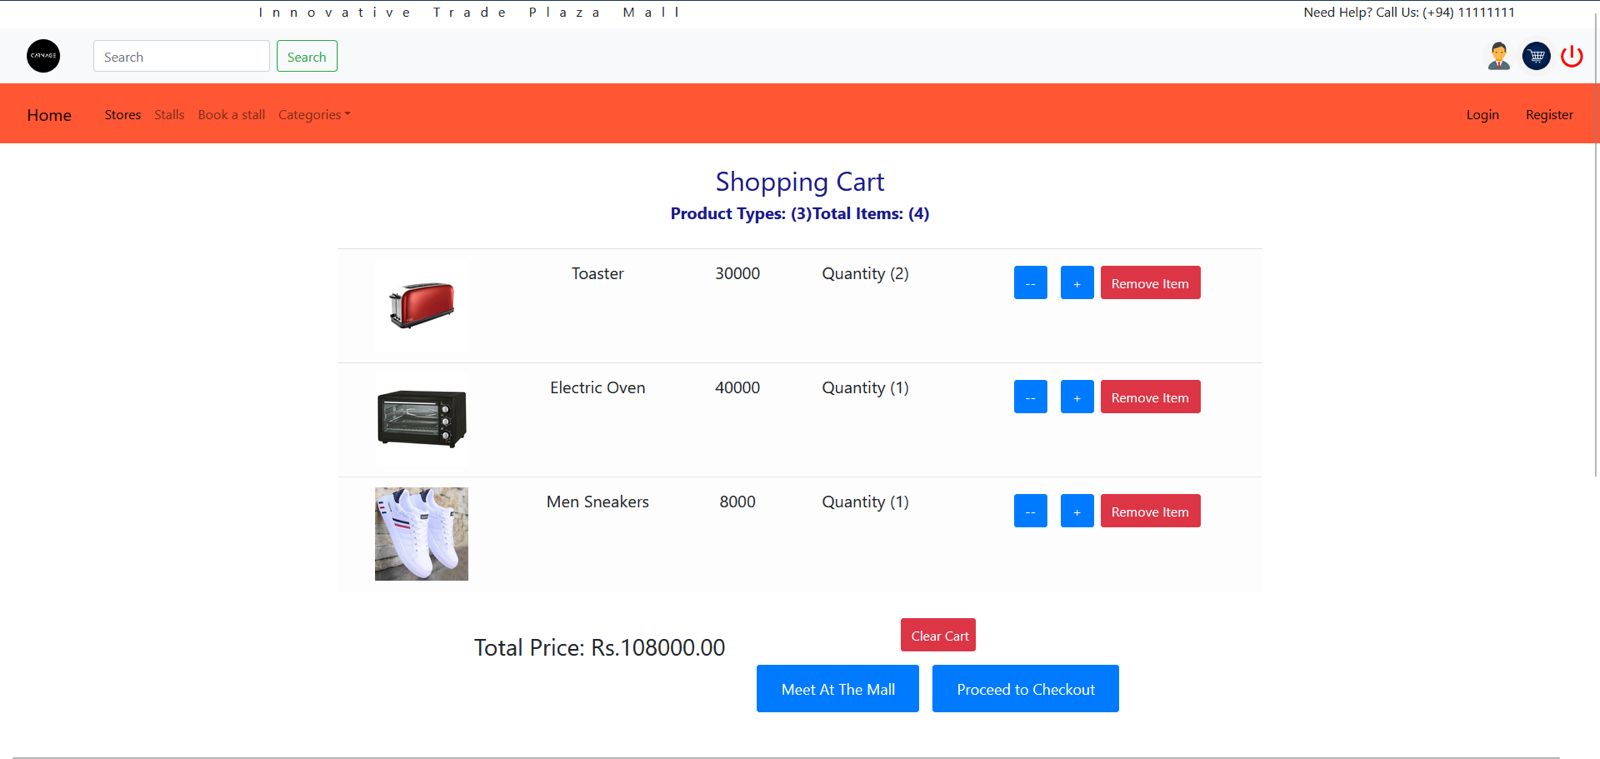 Innovative Trade Plaza Mall
Need Help? Call Us: (+94) 11111111
CARNAGE
Search
Search
Home
Stores
Stalls
Book a stall
Categories
Login
Register
Shopping Cart
Product Types: (3)Total Items: (4)
Toaster 30000 Quantity (2) -- + Remove Item
Electric Oven 40000 Quantity (1) -- + Remove Item
Men Sneakers 8000 Quantity (1) -- + Remove Item
Clear Cart
Total Price: Rs.108000.00
Meet At The Mall
Proceed to Checkout